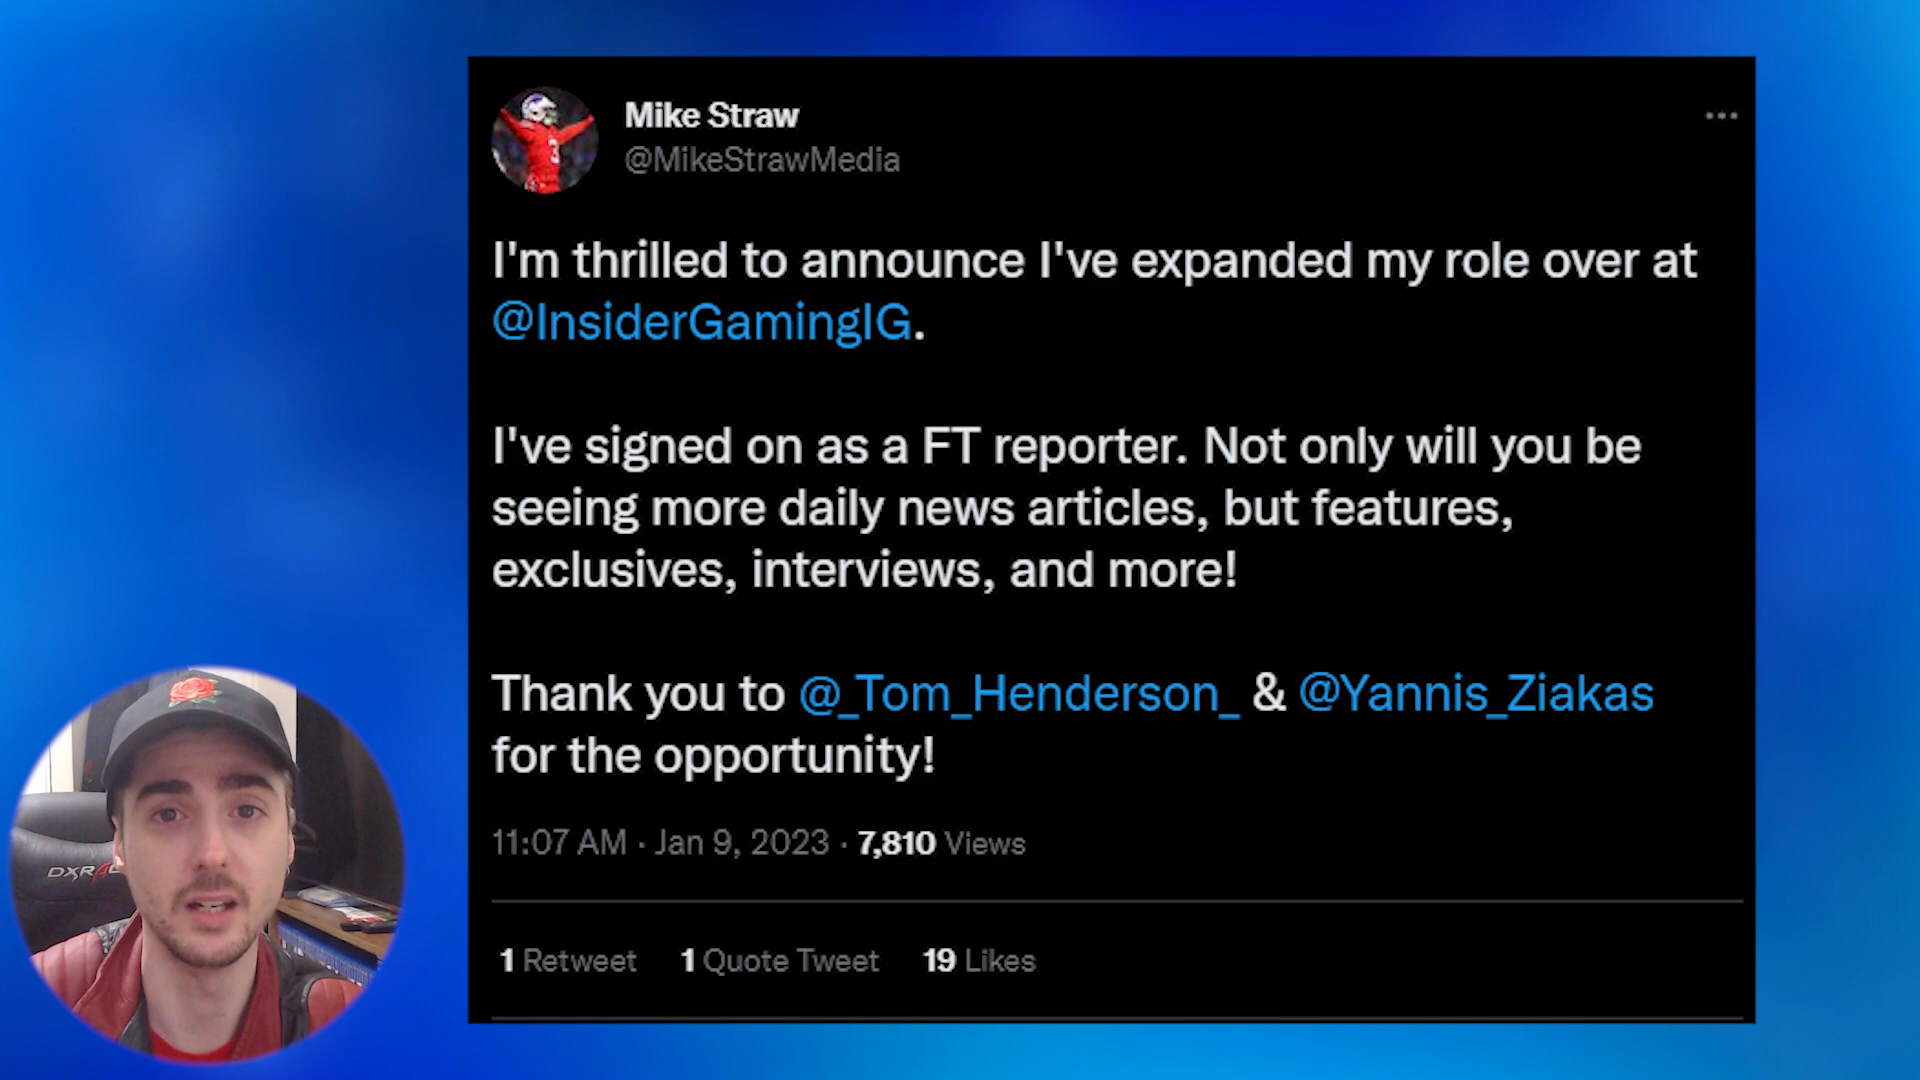 Mike Straw
@MikeStrawMedia
I'm thrilled to announce I've expanded my role over at
@InsiderGamingIG.
I've signed on as a FT reporter. Not only will you be
seeing more daily news articles, but features,
exclusives, interviews, and more!
Thank you to @_Tom_Henderson_ & @Yannis_Ziakas
for the opportunity!
11:07 AM · Jan 9, 2023 · 7,810 Views
1 Retweet 1 Quote Tweet 19 Likes
3